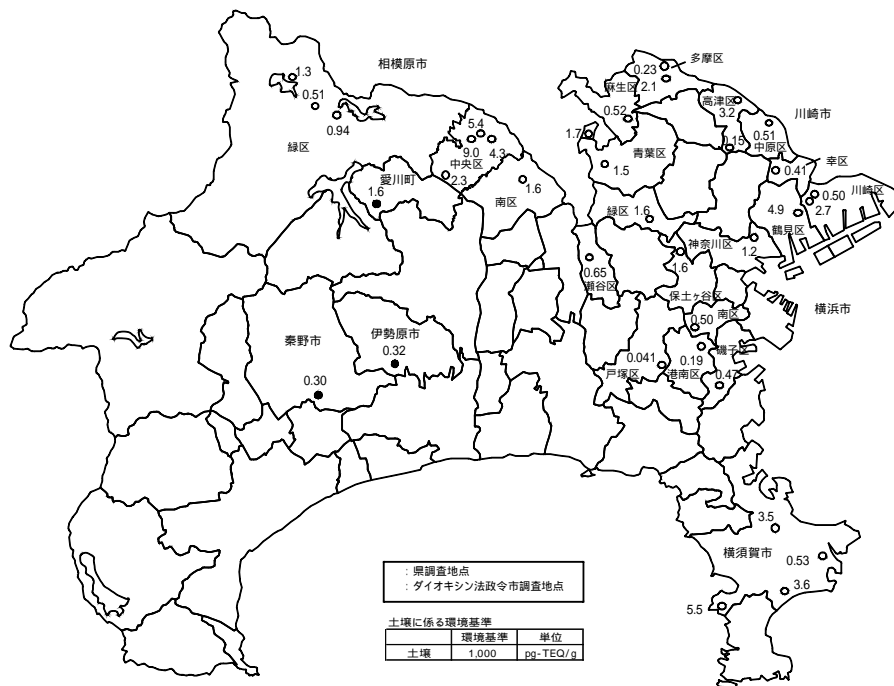 相模原市
1.3
0.51
0.94
緑区
5.4
9.0
4.3
中央区
2.3
愛川町
1.6
南区
1.6
秦野市
0.30
伊勢原市
0.32
多摩区
0.23
麻生区
2.1
高津区
3.2
川崎市
0.52
1.7
0.51
中原区
青葉区
0.15
1.5
幸区
0.41
川崎区
0.50
4.9
2.7
緑区
1.6
鶴見区
神奈川区
1.2
1.6
0.65
瀬谷区
保土ヶ谷区
横浜市
南区
0.50
磯子区
0.041
0.19
戸塚区
港南区
0.47
3.5
横須賀市
0.53
3.6
5.5
:県調査地点
:ダイオキシン法政令市調査地点
土壌に係る環境基準
環境基準 単位
土壌 1,000 pg-TEQ/g